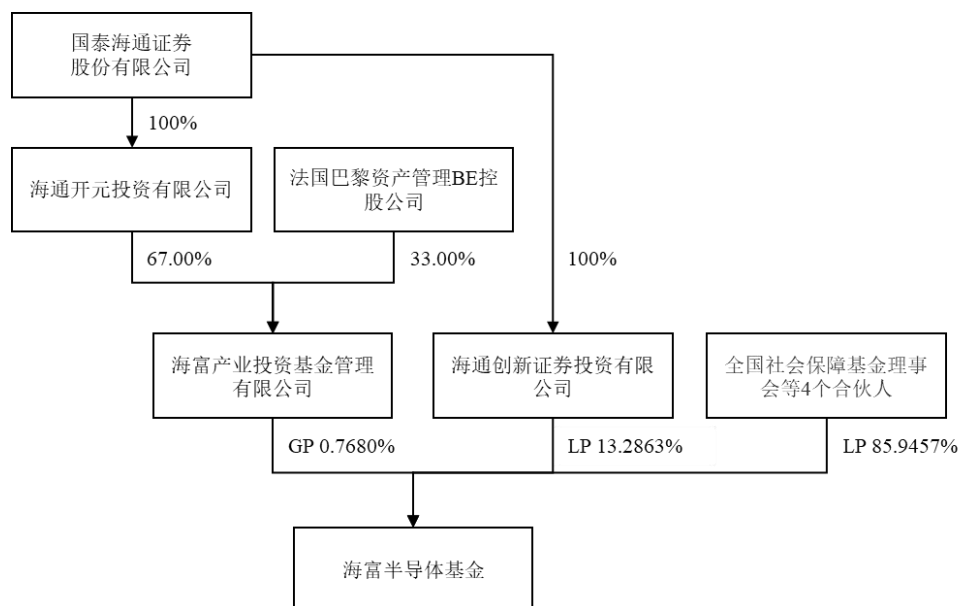 国泰海通证券
股份有限公司
100%
海通开元投资有限公司
法国巴黎资产管理BE控
股公司
67.00%
33.00%
100%
海富产业投资基金管理
有限公司
海通创新证券投资有限
公司
全国社会保障基金理事
会等4个合伙人
GP 0.7680%
LP 13.2863%
LP 85.9457%
海富半导体基金